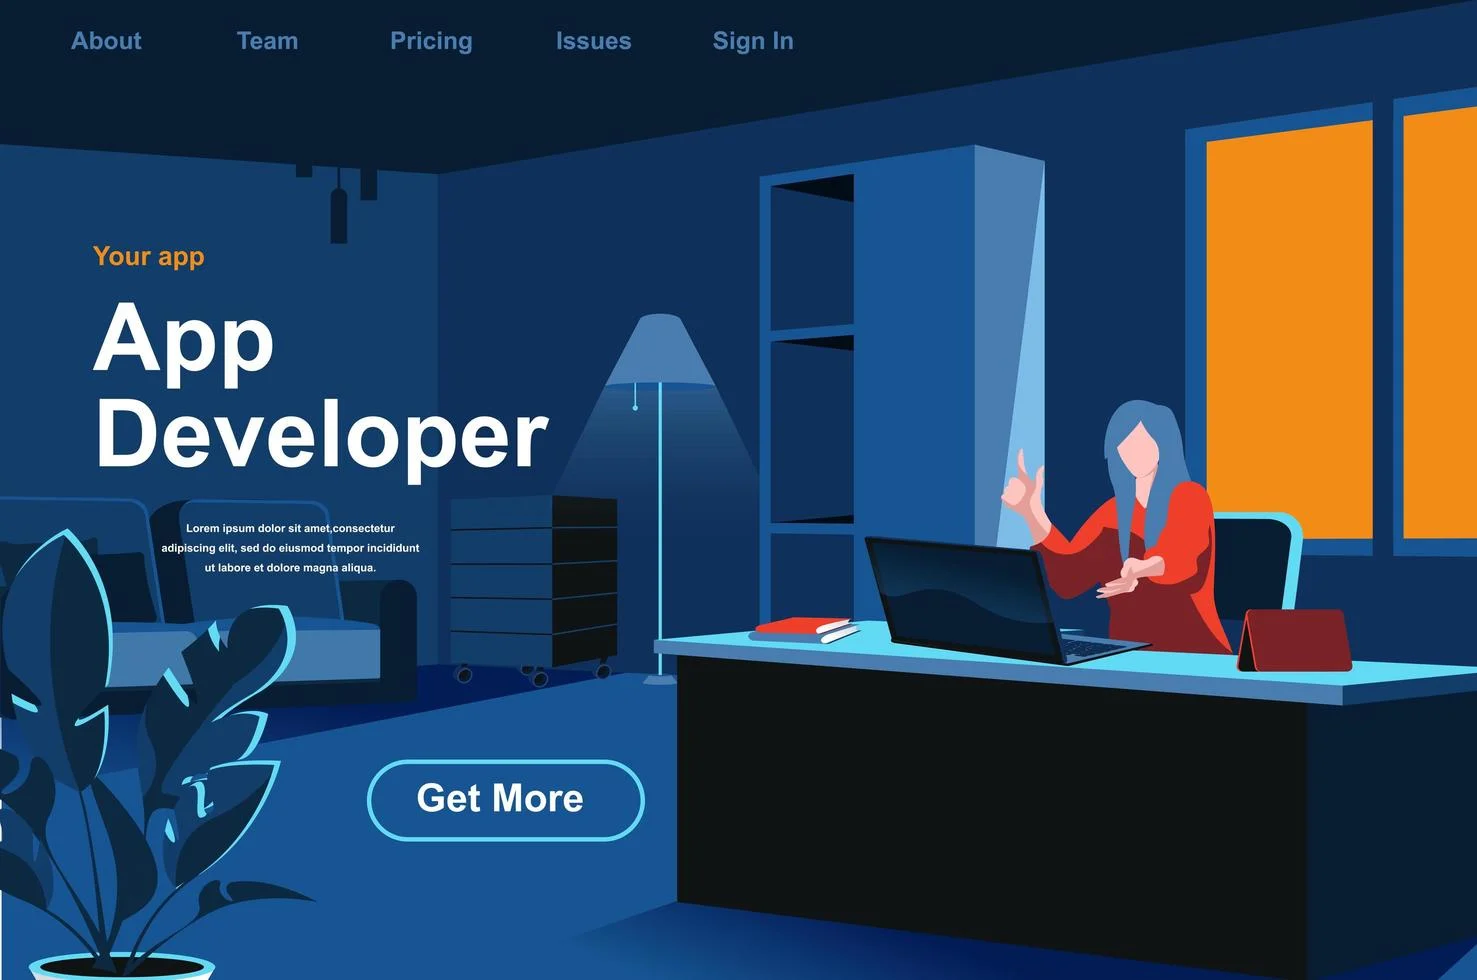 About Team Pricing Issues Sign In
Your app
App
Developer
Lorem ipsum dolor sit amet,consectetur
adipiscing elit, sed do eiusmod tempor incididunt
ut labore et dolore magna aliqua.
Get More